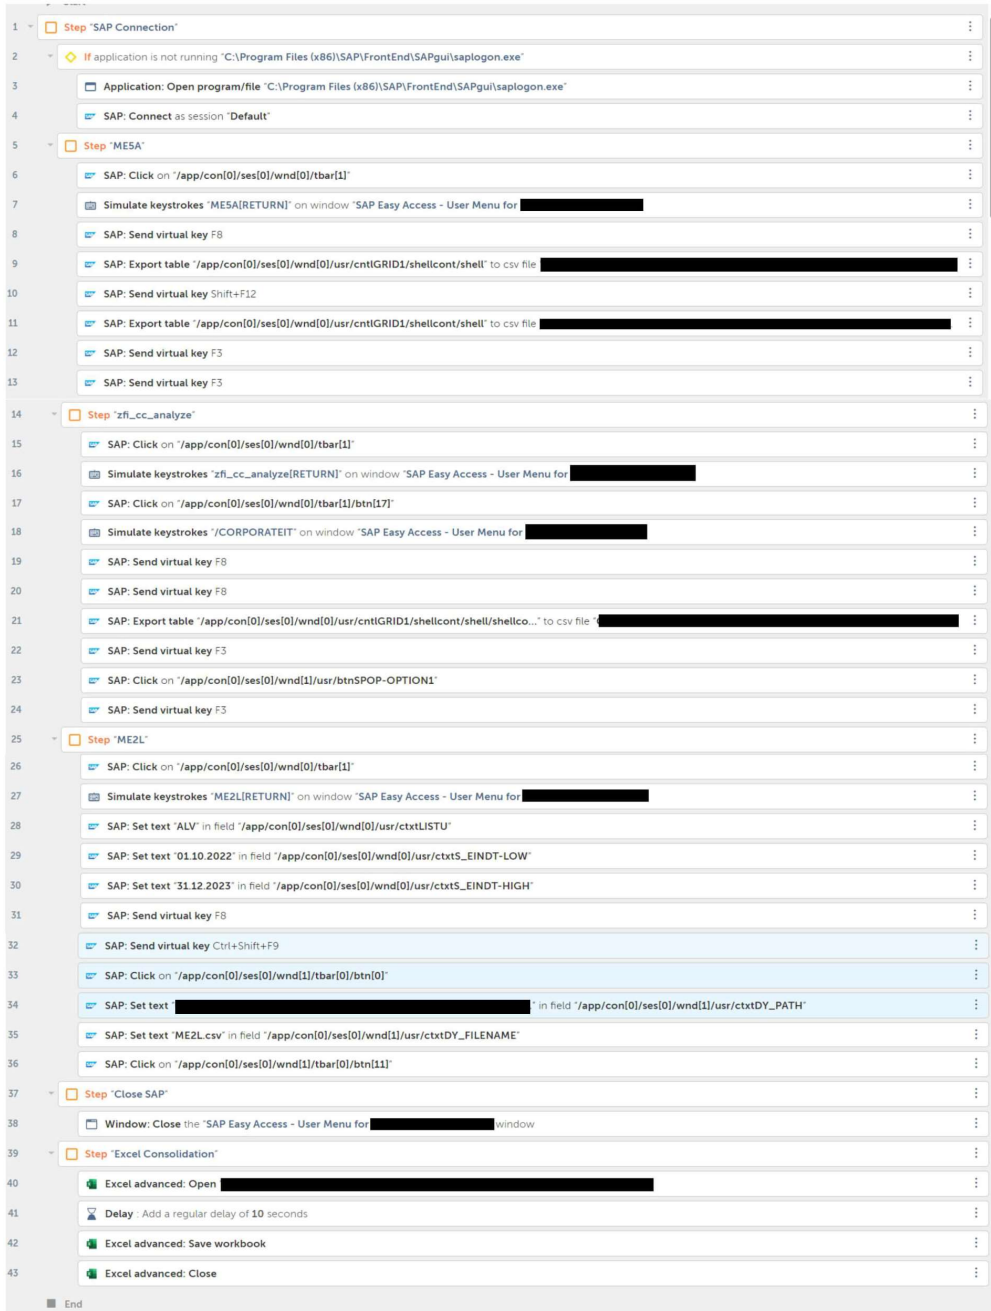 1 Step "SAP Connection"
2 If application is not running "C:\Program Files (x86)\SAP\FrontEnd\SAPgui\saplogon.exe"
3 Application: Open program/file "C:\Program Files (x86)\SAP\FrontEnd\SAPgui\saplogon.exe"
4 SAP: Connect as session "Default"
5 Step "ME5A"
6 SAP: Click on "/app/con[0]/ses[0]/wnd[0]/tbar[1]"
7 Simulate keystrokes "ME5A[RETURN]" on window "SAP Easy Access - User Menu for
8 SAP: Send virtual key F8
9 SAP: Export table "/app/con[0]/ses[0]/wnd[0]/usr/cntlGRID1/shellcont/shell" to csv file
10 SAP: Send virtual key Shift+F12
11 SAP: Export table "/app/con[0]/ses[0]/wnd[0]/usr/cntlGRID1/shellcont/shell" to csv file
12 SAP: Send virtual key F3
13 SAP: Send virtual key F3
14 Step "zfi_cc_analyze"
15 SAP: Click on "/app/con[0]/ses[0]/wnd[0]/tbar[1]"
16 Simulate keystrokes "zfi_cc_analyze[RETURN]" on window "SAP Easy Access - User Menu for
17 SAP: Click on "/app/con[0]/ses[0]/wnd[0]/tbar[1]/btn[17]"
18 Simulate keystrokes "/CORPORATEIT" on window "SAP Easy Access - User Menu for
19 SAP: Send virtual key F8
20 SAP: Send virtual key F8
21 SAP: Export table "/app/con[0]/ses[0]/wnd[0]/usr/cntlGRID1/shellcont/shell/shellco..." to csv file "
22 SAP: Send virtual key F3
23 SAP: Click on "/app/con[0]/ses[0]/wnd[1]/usr/btnSPOP-OPTION1"
24 SAP: Send virtual key F3
25 Step "ME2L"
26 SAP: Click on "/app/con[0]/ses[0]/wnd[0]/tbar[1]"
27 Simulate keystrokes "ME2L[RETURN]" on window "SAP Easy Access - User Menu for
28 SAP: Set text "ALV" in field "/app/con[0]/ses[0]/wnd[0]/usr/ctxtLISTU"
29 SAP: Set text "01.10.2022" in field "/app/con[0]/ses[0]/wnd[0]/usr/ctxtS_EINDT-LOW"
30 SAP: Set text "31.12.2023" in field "/app/con[0]/ses[0]/wnd[0]/usr/ctxtS_EINDT-HIGH"
31 SAP: Send virtual key F8
32 SAP: Send virtual key Ctrl+Shift+F9
33 SAP: Click on "/app/con[0]/ses[0]/wnd[1]/tbar[0]/btn[0]"
34 SAP: Set text " " in field "/app/con[0]/ses[0]/wnd[1]/usr/ctxtDY_PATH"
35 SAP: Set text "ME2L.csv" in field "/app/con[0]/ses[0]/wnd[1]/usr/ctxtDY_FILENAME"
36 SAP: Click on "/app/con[0]/ses[0]/wnd[1]/tbar[0]/btn[11]"
37 Step "Close SAP"
38 Window: Close the "SAP Easy Access - User Menu for window
39 Step "Excel Consolidation"
40 Excel advanced: Open
41 Delay : Add a regular delay of 10 seconds
42 Excel advanced: Save workbook
43 Excel advanced: Close
End